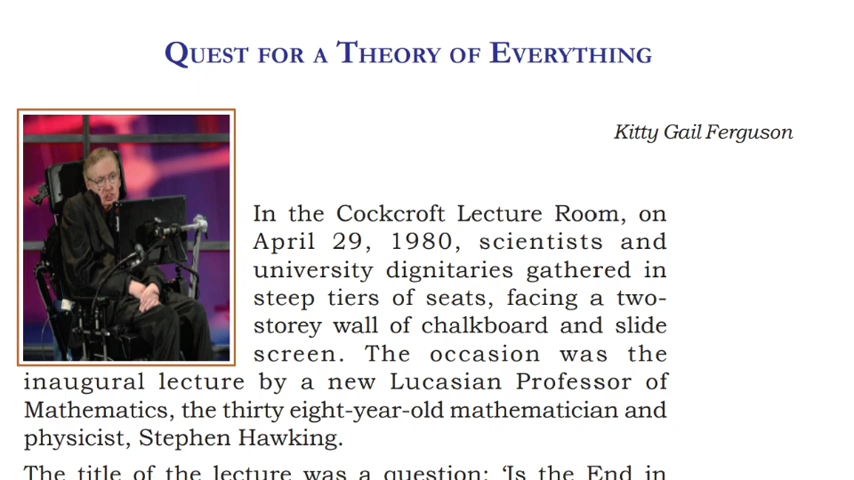 QUEST FOR A THEORY OF EVERYTHING
Kitty Gail Ferguson
In the Cockcroft Lecture Room, on
April 29, 1980, scientists and
university dignitaries gathered in
steep tiers of seats, facing a two-
storey wall of chalkboard and slide
screen. The occasion was the
inaugural lecture by a new Lucasian Professor of
Mathematics, the thirty eight-year-old mathematician and
physicist, Stephen Hawking.
The title of the lecture was a question: ‘Is the End in